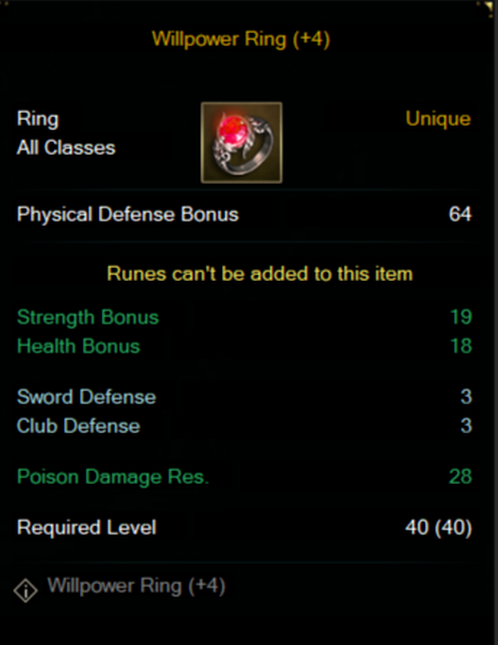 Willpower Ring (+4)
Ring Unique
All Classes
Physical Defense Bonus 64
Runes can't be added to this item
Strength Bonus 19
Health Bonus 18
Sword Defense 3
Club Defense 3
Poison Damage Res. 28
Required Level 40 (40)
Willpower Ring (+4)